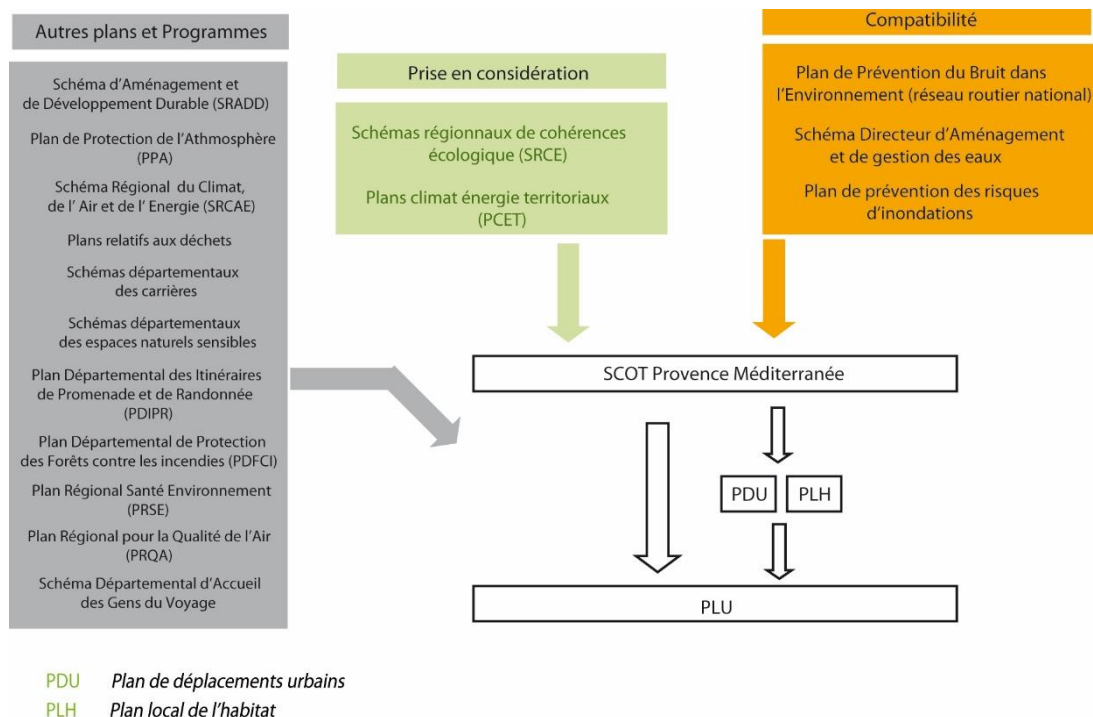 Autres plans et Programmes
Schéma d'Aménagement et
de Développement Durable (SRADD)
Plan de Protection de l'Athmosphère
(PPA)
Schéma Régional du Climat,
de l' Air et de l' Energie (SRCAE)
Plans relatifs aux déchets
Schémas départementaux
des carrières
Schémas départementaux
des espaces naturels sensibles
Plan Départemental des Itinéraires
de Promenade et de Randonnée
(PDIPR)
Plan Départemental de Protection
des Forêts contre les incendies (PDFCI)
Plan Régional Santé Environnement
(PRSE)
Plan Régional pour la Qualité de l'Air
(PRQA)
Schéma Départemental d'Accueil
des Gens du Voyage
Prise en considération
Schémas régionnaux de cohérences
écologique (SRCE)
Plans climat énergie territoriaux
(PCET)
Compatibilité
Plan de Prévention du Bruit dans
l'Environnement (réseau routier national)
Schéma Directeur d'Aménagement
et de gestion des eaux
Plan de prévention des risques
d'inondations
SCOT Provence Méditerranée
PDU PLH
PLU
PDU Plan de déplacements urbains
PLH Plan local de l'habitat